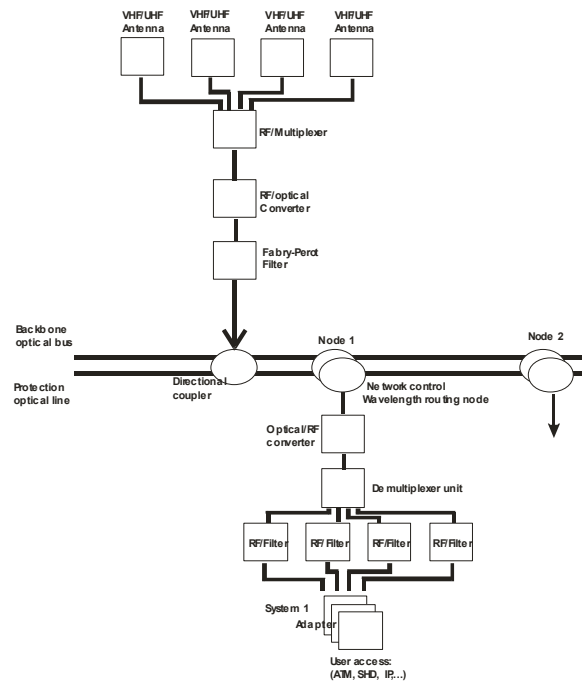 VHF/UHF
Antenna
VHF/UHF
Antenna
VHF/UHF
Antenna
VHF/UHF
Antenna
RF/Multiplexer
RF/optical
Converter
Fabry-Perot
Filter
Backbone
optical bus
Node 1
Node 2
Protection
optical line
Directional
coupler
Network control
Wavelength routing node
Optical/RF
converter
Demultiplexer unit
RF/Filter
RF/Filter
RF/Filter
RF/Filter
System 1
Adapter
User access:
(ATM, SHD, IP,...)